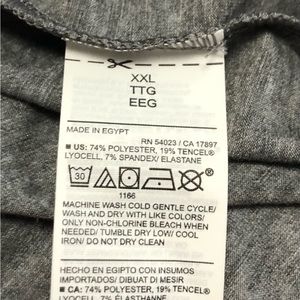 XXL
TTG
EEG
MADE IN EGYPT RN 54023 / CA 17897
■ US: 74% POLYESTER, 19% TENCEL®
LYOCELL, 7% SPANDEX/ ELASTANE
30
1166
MACHINE WASH COLD GENTLE CYCLE/
WASH AND DRY WITH LIKE COLORS/
ONLY NON-CHLORINE BLEACH WHEN
NEEDED/ TUMBLE DRY LOW/ COOL
IRON/ DO NOT DRY CLEAN
HECHO EN EGIPTO CON INSUMOS
IMPORTADOS/ DIBUAT DI MESIR
■ CA: 74% POLYESTER, 19% TENCEL®
LYOCELL, 7% ÉLASTHANNE